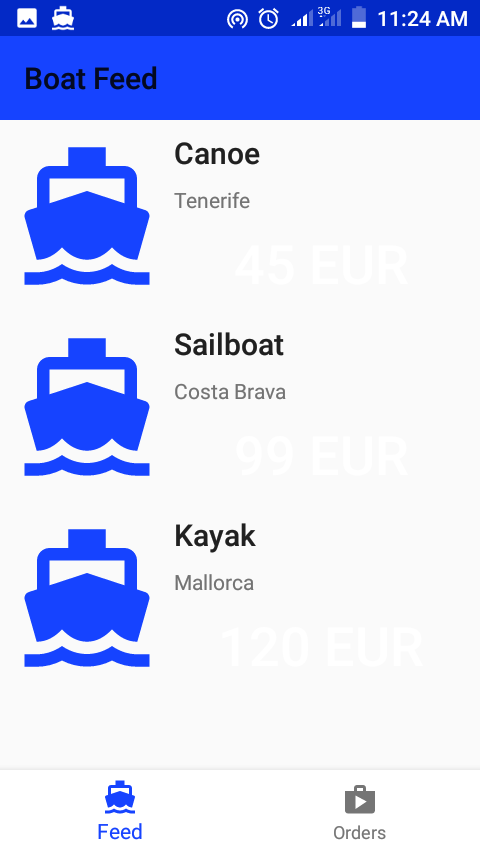 3G 11:24 AM
Boat Feed
Canoe
Tenerife
45 EUR
Sailboat
Costa Brava
99 EUR
Kayak
Mallorca
120 EUR
Feed
Orders